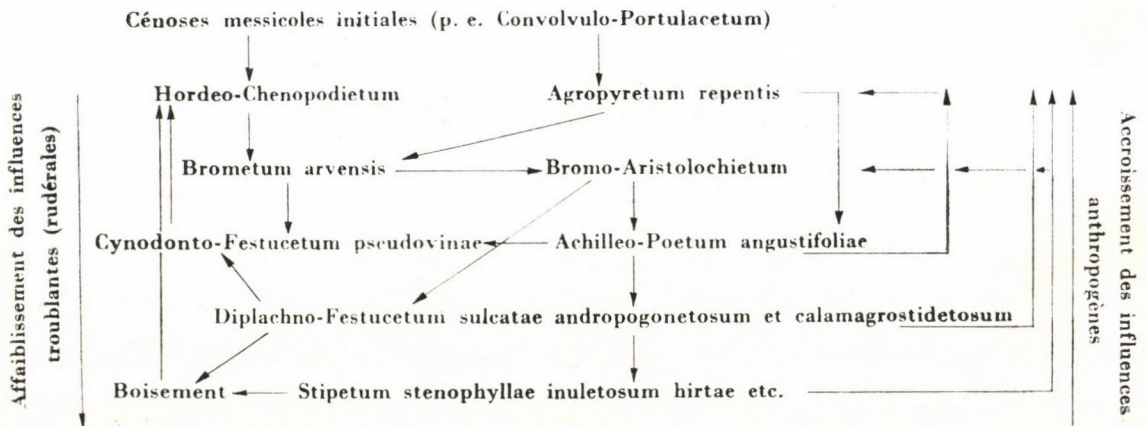 Cénoses messicoles initiales (p. e. Convolvulo-Portulacetum)
Hordeo-Chenopodietum
Agropyretum repentis
Brometum arvensis
Bromo-Aristolochietum
Cynodonto-Festucetum pseudovinae
Achilleo-Poetum angustifoliae
Diplachno-Festucetum sulcatae andropogonetosum et calamagrostidetosum
Boisement
Stipetum stenophyllae inuletosum hirtae etc.
Affaiblissement des influences
troublantes (rudérales)
Accroissement des influences
anthropogènes